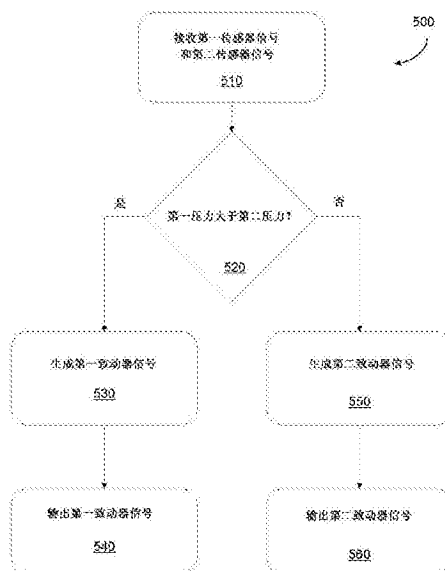 500
接收第一传感器信号
和第二传感器信号
510
是
否
第一压力大于第二压力?
520
生成第一致动器信号
530
生成第二致动器信号
550
输出第一致动器信号
540
输出第二致动器信号
560